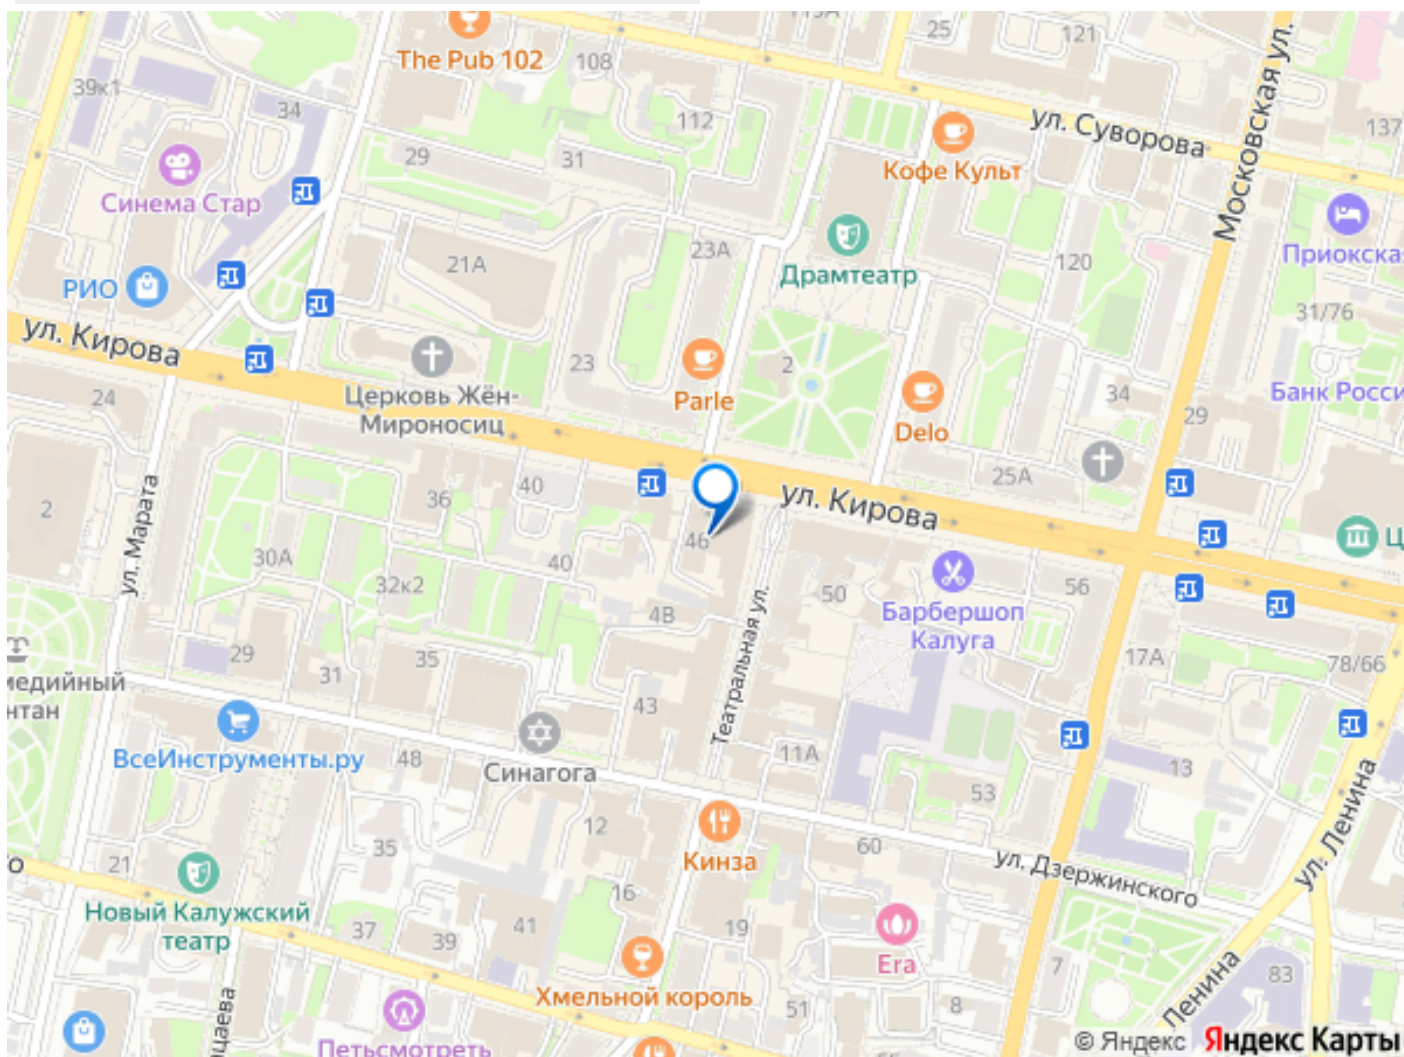 The Pub 102
108
25
121
39к1
34
112
ул. Суворова
137
Московская ул.
29
31
Кофе Культ
Синема Стар
Приокская
23А
21А
Драмтеатр
120
РИО
31/76
ул. Кирова
23
2
Церковь Жён-
Мироносиц
Parle
Delo
34
29
Банк Росси
24
25А
ул. Кирова
36
40
2
ул. Марата
46
30А
40
32к2
50
56
Барбершоп
Калуга
4В
Театральная ул.
29
31
35
17А
78/66
медийный
нтан
43
ВсеИнструменты.ру
48
Синагога
11А
13
53
12
Кинза
60
ул. Дзержинского
ул. Ленина
21
35
16
Новый Калужский
театр
37
39
41
19
Era
7
83
Хмельной король
51
8
Ленина
Петьсмотреть
© Яндекс Яндекс Карты